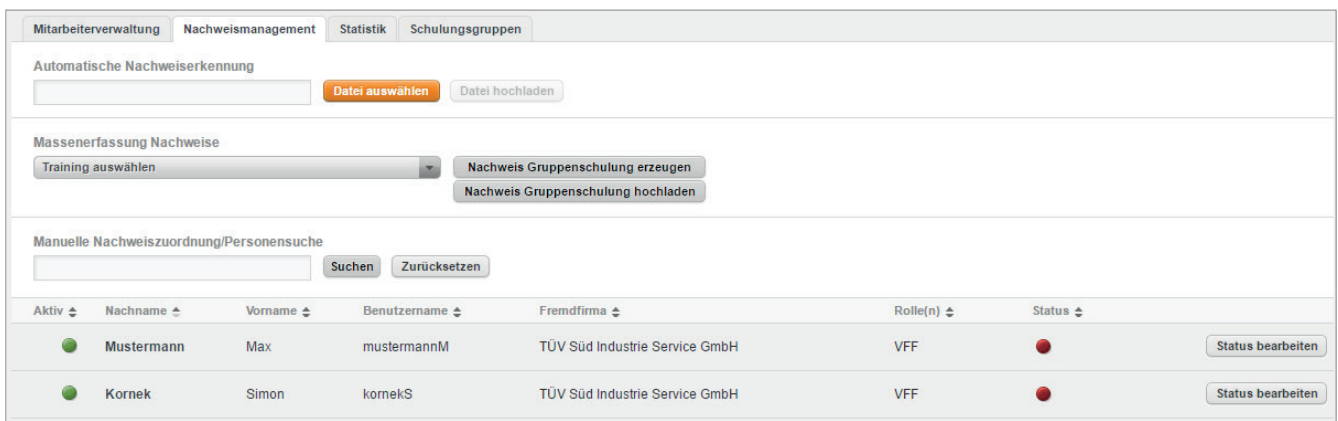 Mitarbeiterverwaltung Nachweismanagement Statistik Schulungsgruppen
Automatische Nachweiserkennung
Datei auswählen Datei hochladen
Massenerfassung Nachweise
Training auswählen Nachweis Gruppenschulung erzeugen
Nachweis Gruppenschulung hochladen
Manuelle Nachweiszuordnung/Personensuche
Suchen Zurücksetzen
Aktiv Nachname Vorname Benutzername Fremdfirma Rolle(n) Status
Mustermann Max mustermannM TÜV Süd Industrie Service GmbH VFF Status bearbeiten
Kornek Simon kornekS TÜV Süd Industrie Service GmbH VFF Status bearbeiten